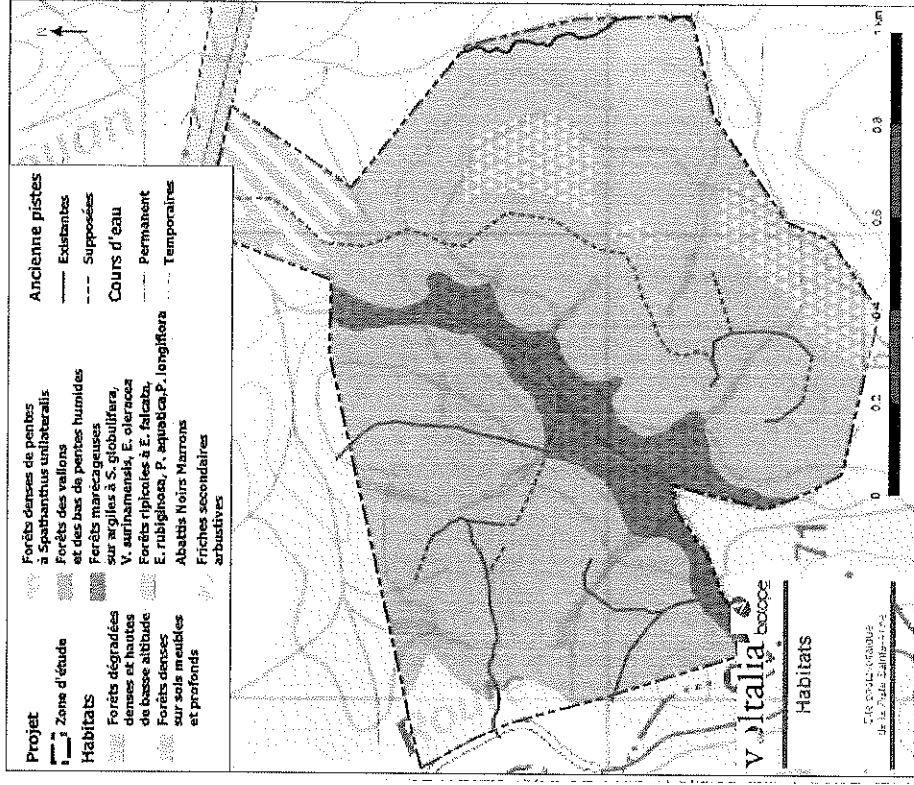 Projet
Zone d'étude
Habitats
Forêts dégradées
denses et hautes
de basse altitude
Forêts denses
sur sols meubles
et profonds
Forêts denses de pentes
à Spathanthus unilateralis
Forêts des vallons
et des bas de pentes humides
Forêts marécageuses
sur argiles à S. globulifera,
V. surinamensis, E. oleracea
Forêts ripicoles à E. falcata,
E. rubiginosa, P. aquatica, P. longiflora
Abattis Noirs Marrons
Friches secondaires
arbustives
Ancienne pistes
Existantes
Supposées
Cours d'eau
Permanent
Temporaires
N
71
0
0.2
0.4
0.6
0.8
1 km
Voltalia
biotope
Habitats